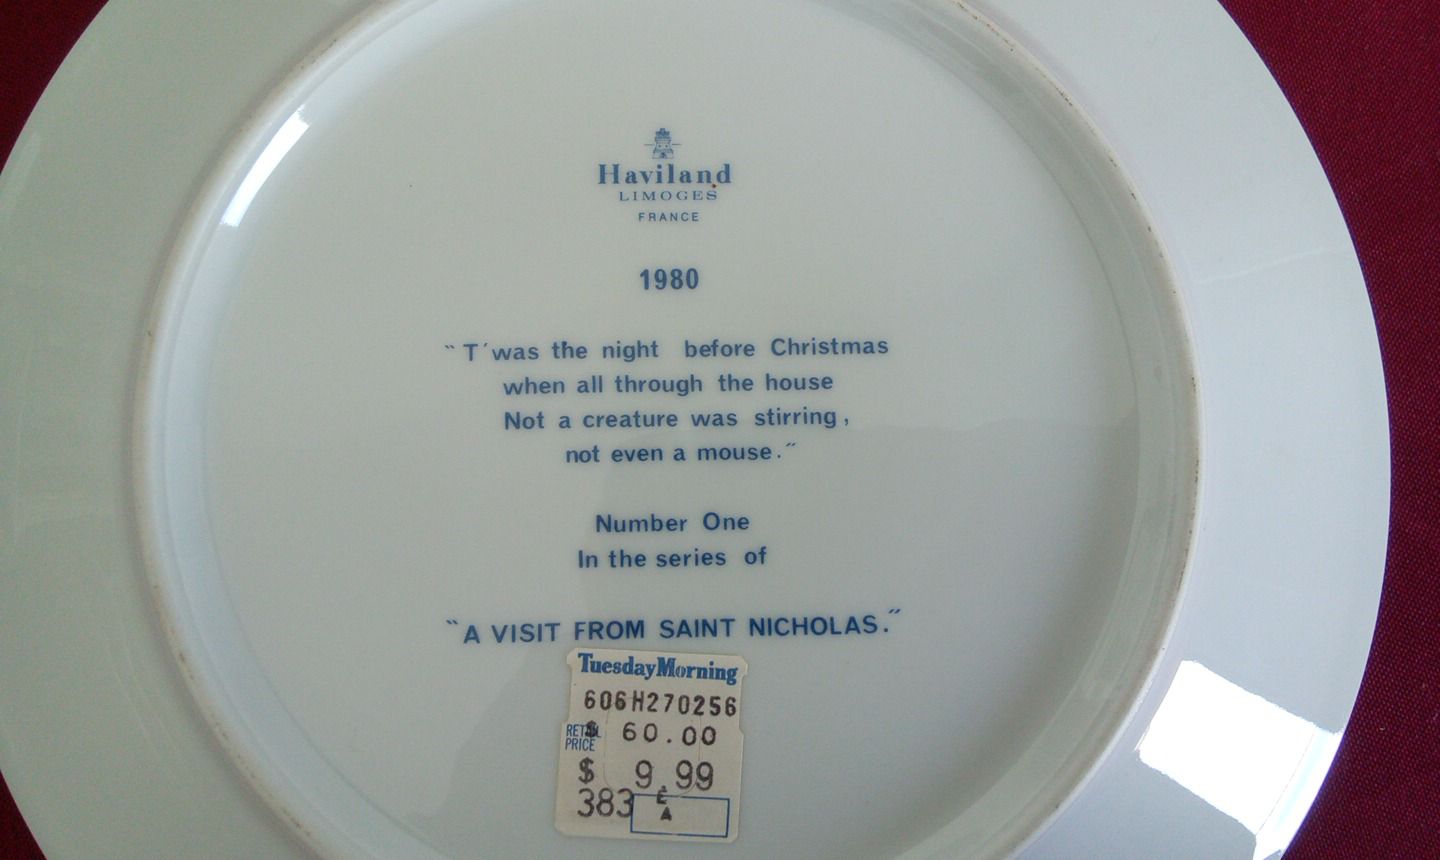 Haviland
LIMOGES
FRANCE
1980
"T'was the night before Christmas
when all through the house
Not a creature was stirring,
not even a mouse."
Number One
In the series of
"A VISIT FROM SAINT NICHOLAS."
TuesdayMorning
606H270256
RETAIL PRICE $ 60.00
$ 9.99
383 E
A